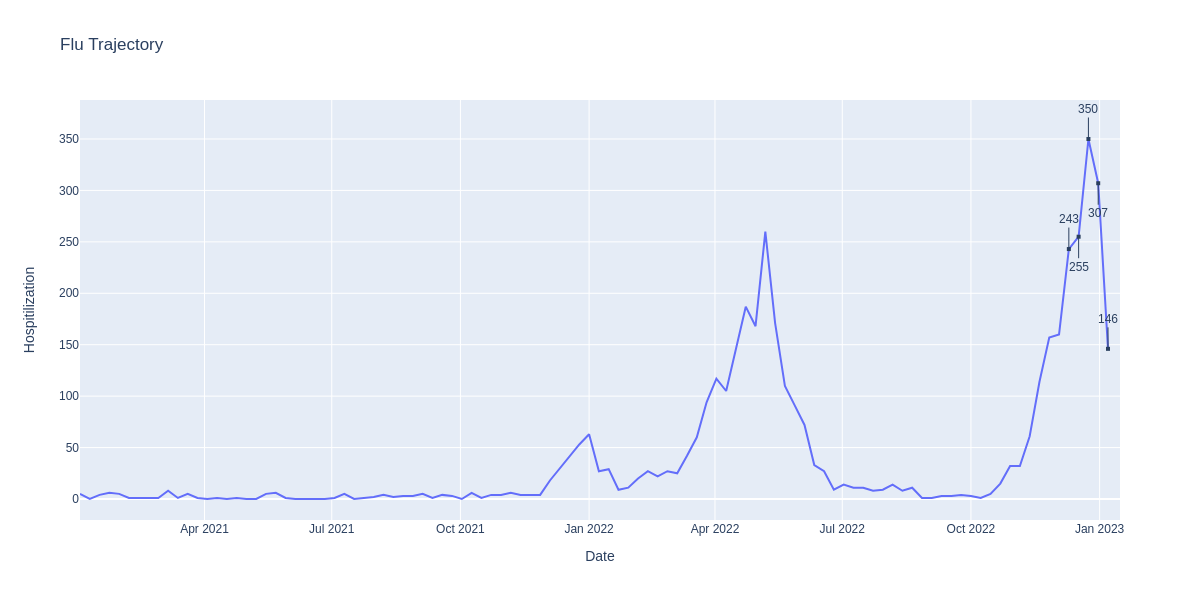 Flu Trajectory
350
350
300
307
243
250
255
200
146
150
100
50
0
Apr 2021
Jul 2021
Oct 2021
Jan 2022
Apr 2022
Jul 2022
Oct 2022
Jan 2023
Date
Hospitilization